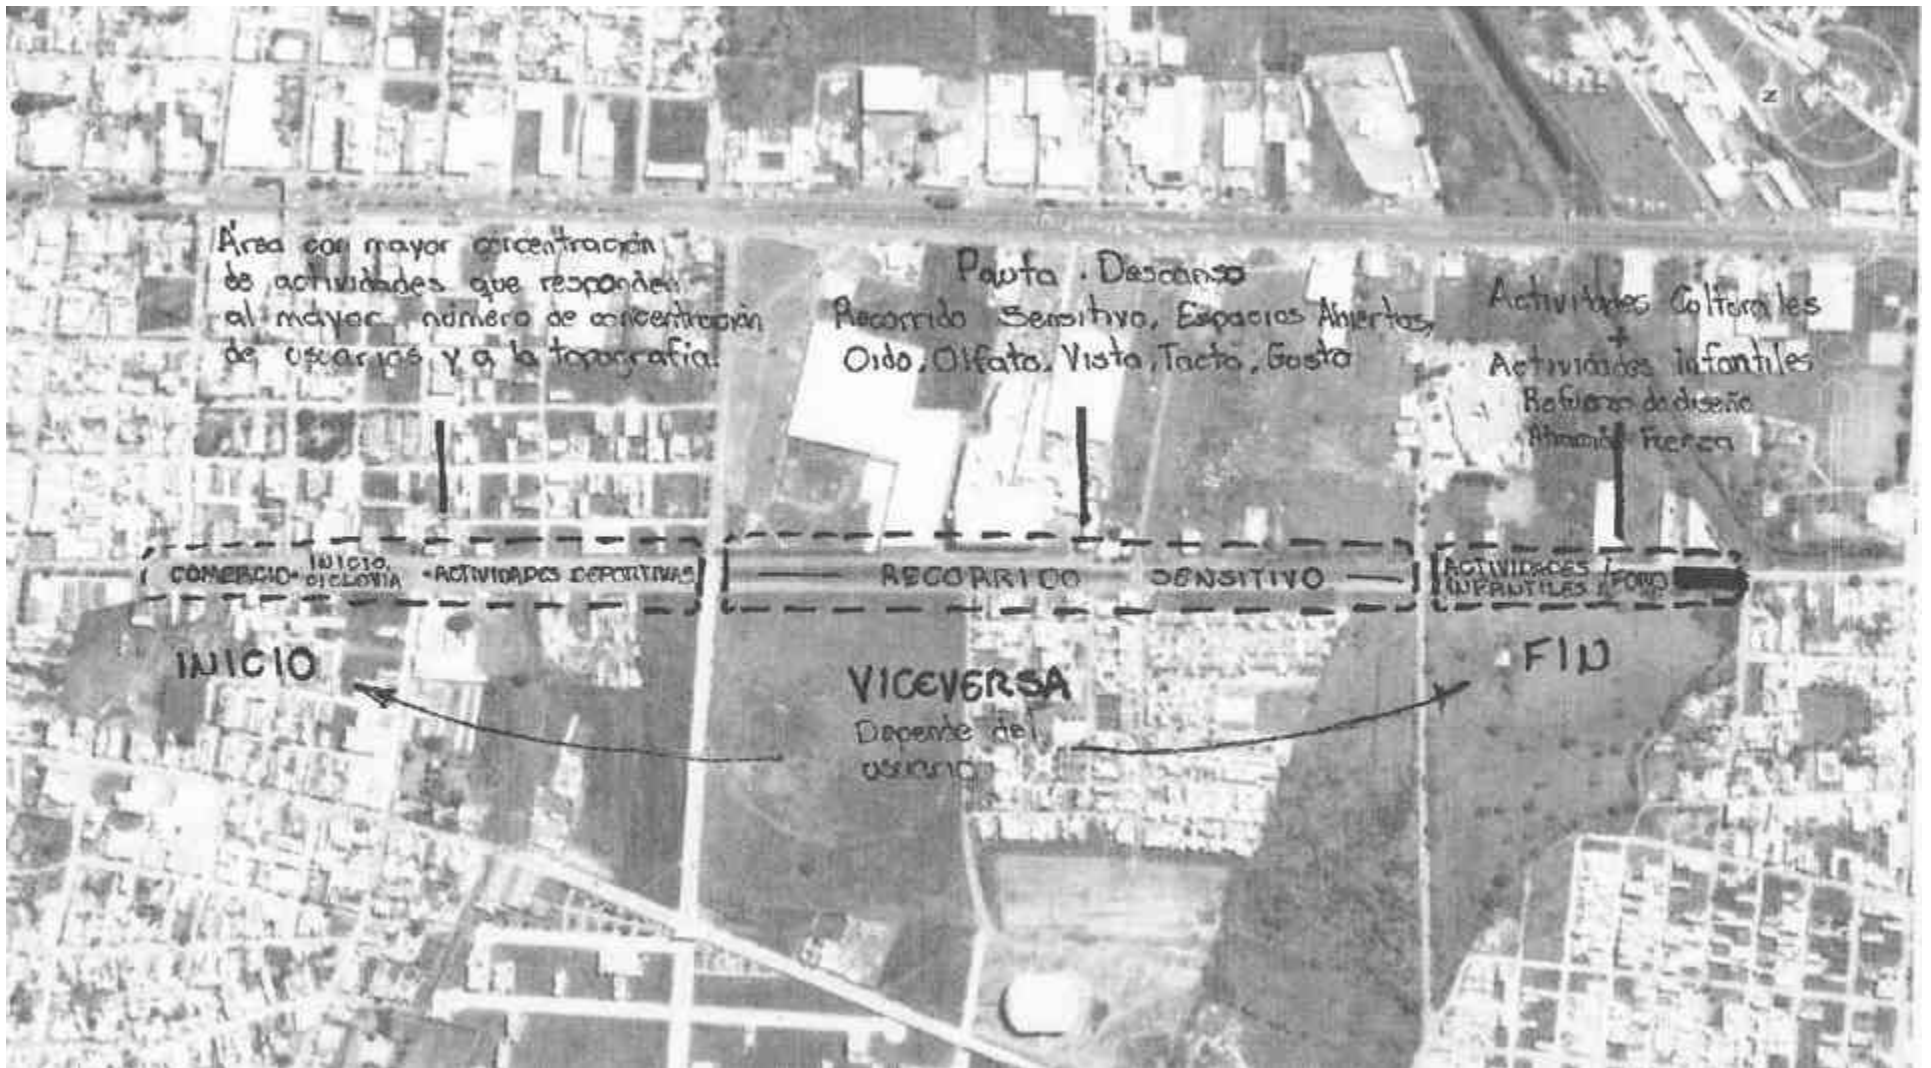 Área con mayor concentración
de actividades que responden
al mayor número de concentración
de usuarios y a la topografía.
Pauta . Descanso
Recorrido Sensitivo, Espacios Abiertos,
Oido, Olfato, Vista, Tacto, Gusto
Actividades Culturales
+
Actividades infantiles
Refuerzo de diseño
Fuerza
COMERCIO • INICIO CICLOVIA • ACTIVIDADES DEPORTIVAS
RECORRIDO SENSITIVO
ACTIVIDADES INFANTILES / FORO
INICIO
VICEVERSA
Depende del
usuario
FIN
Z